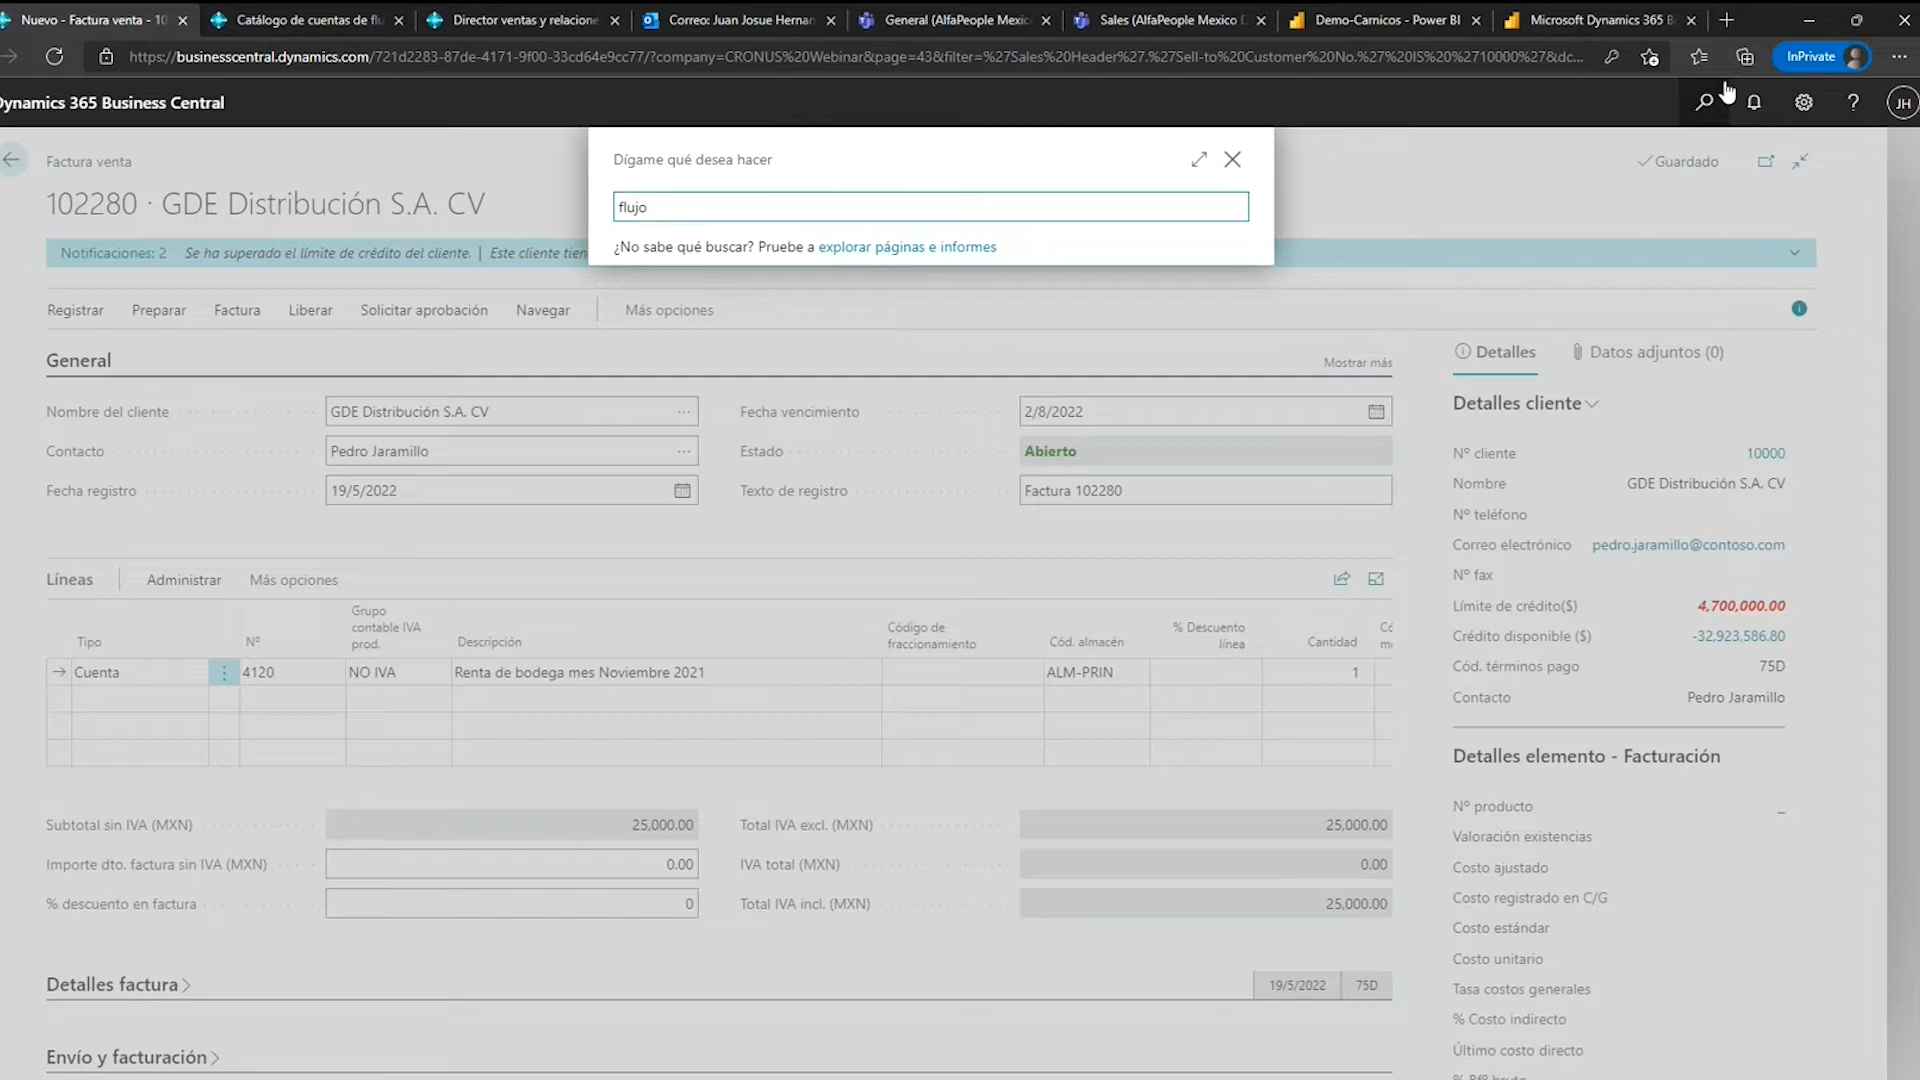 Nuevo - Factura venta - 10
Catálogo de cuentas de flu
Director ventas y relacione
Correo: Juan Josue Hernan
General (AlfaPeople Mexic
Sales (AlfaPeople Mexico D
Demo-Carnicos - Power BI
Microsoft Dynamics 365 B
https://businesscentral.dynamics.com/721d2283-87de-4171-9f00-33cd64e9cc77/?company=CRONUS%20Webinar&page=43&filter=%27Sales%20Header%27.%27Sell-to%20Customer%20No.%27%20IS%20%2710000%27&dc...
InPrivate
Dynamics 365 Business Central
JH
Dígame qué desea hacer
flujo
¿No sabe qué buscar? Pruebe a explorar páginas e informes
Factura venta
Guardado
102280 · GDE Distribución S.A. CV
Notificaciones: 2 Se ha superado el límite de crédito del cliente. | Este cliente tien
Registrar Preparar Factura Liberar Solicitar aprobación Navegar Más opciones
General
Mostrar más
Nombre del cliente GDE Distribución S.A. CV
Fecha vencimiento 2/8/2022
Contacto Pedro Jaramillo
Estado Abierto
Fecha registro 19/5/2022
Texto de registro Factura 102280
Líneas Administrar Más opciones
Tipo
Nº
Grupo
contable IVA
prod.
Descripción
Código de
fraccionamiento
Cód. almacén
% Descuento
línea
Cantidad
Cuenta 4120 NO IVA Renta de bodega mes Noviembre 2021 ALM-PRIN 1
Subtotal sin IVA (MXN) 25,000.00
Total IVA excl. (MXN) 25,000.00
Importe dto. factura sin IVA (MXN) 0.00
IVA total (MXN) 0.00
% descuento en factura 0
Total IVA incl. (MXN) 25,000.00
Detalles factura
19/5/2022 75D
Envío y facturación
Detalles
Datos adjuntos (0)
Detalles cliente
Nº cliente 10000
Nombre GDE Distribución S.A. CV
Nº teléfono
Correo electrónico pedro.jaramillo@contoso.com
Nº fax
Límite de crédito($) 4,700,000.00
Crédito disponible ($) -32,923,586.80
Cód. términos pago 75D
Contacto Pedro Jaramillo
Detalles elemento - Facturación
Nº producto _
Valoración existencias
Costo ajustado
Costo registrado en C/G
Costo estándar
Costo unitario
Tasa costos generales
% Costo indirecto
Último costo directo